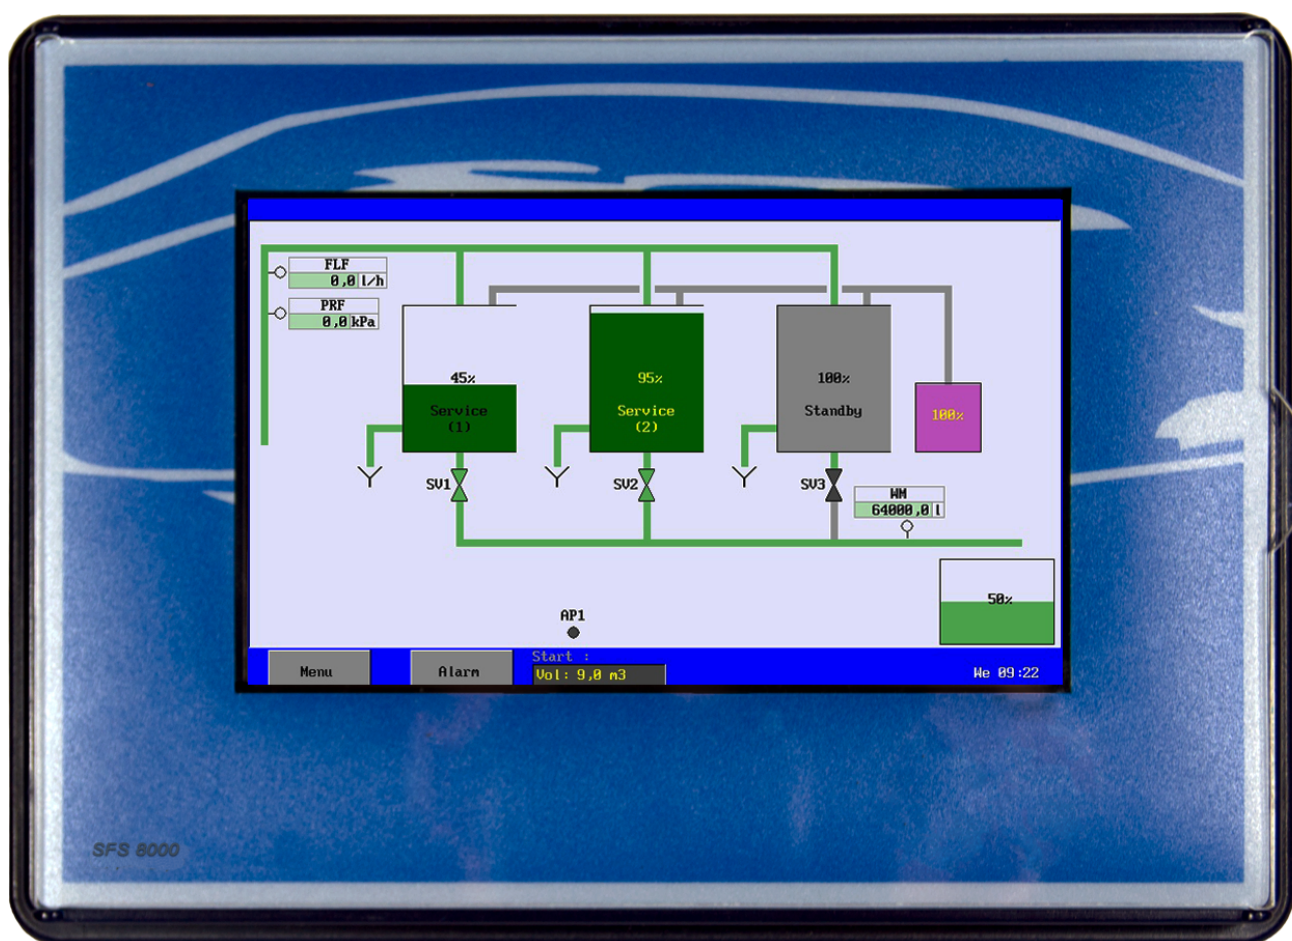 FLF
0,0 l/h
PRF
0,0 kPa
45%
Service
(1)
95%
Service
(2)
100%
Standby
100%
SV1
SV2
SV3
WM
64000,0 l
50%
AP1
Menu
Alarm
Start :
Vol: 9,0 m3
We 09:22
SFS 8000